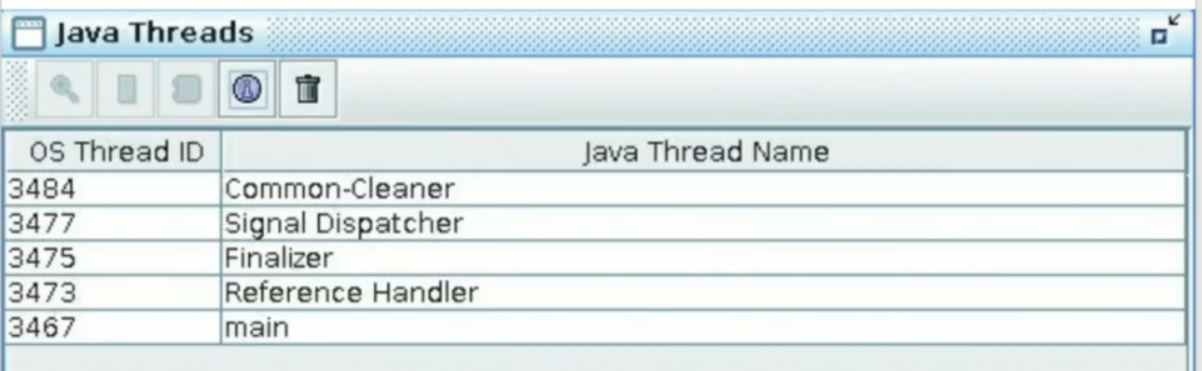 Java Threads
OS Thread ID Java Thread Name
3484 Common-Cleaner
3477 Signal Dispatcher
3475 Finalizer
3473 Reference Handler
3467 main